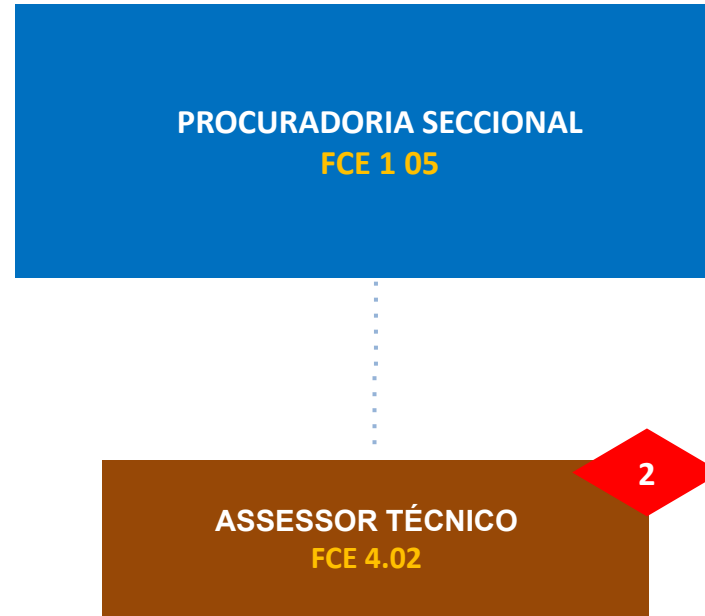 PROCURADORIA SECCIONAL
FCE 1 05
2
ASSESSOR TÉCNICO
FCE 4.02